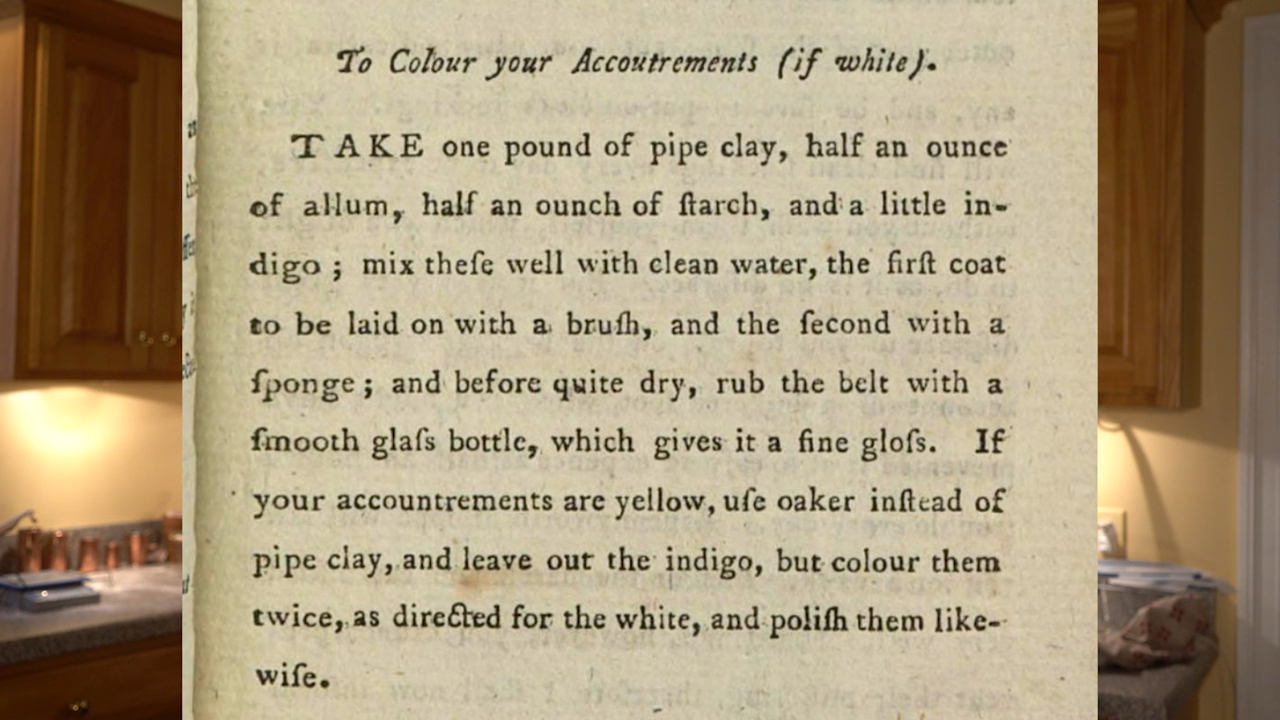 To Colour your Accoutrements (if white).
TAKE one pound of pipe clay, half an ounce
of allum, half an ounch of ſtarch, and a little in-
digo; mix theſe well with clean water, the firſt coat
to be laid on with a bruſh, and the ſecond with a
ſponge; and before quite dry, rub the belt with a
ſmooth glaſs bottle, which gives it a fine gloſs. If
your accountrements are yellow, uſe oaker inſtead of
pipe clay, and leave out the indigo, but colour them
twice, as directed for the white, and poliſh them like-
wiſe.